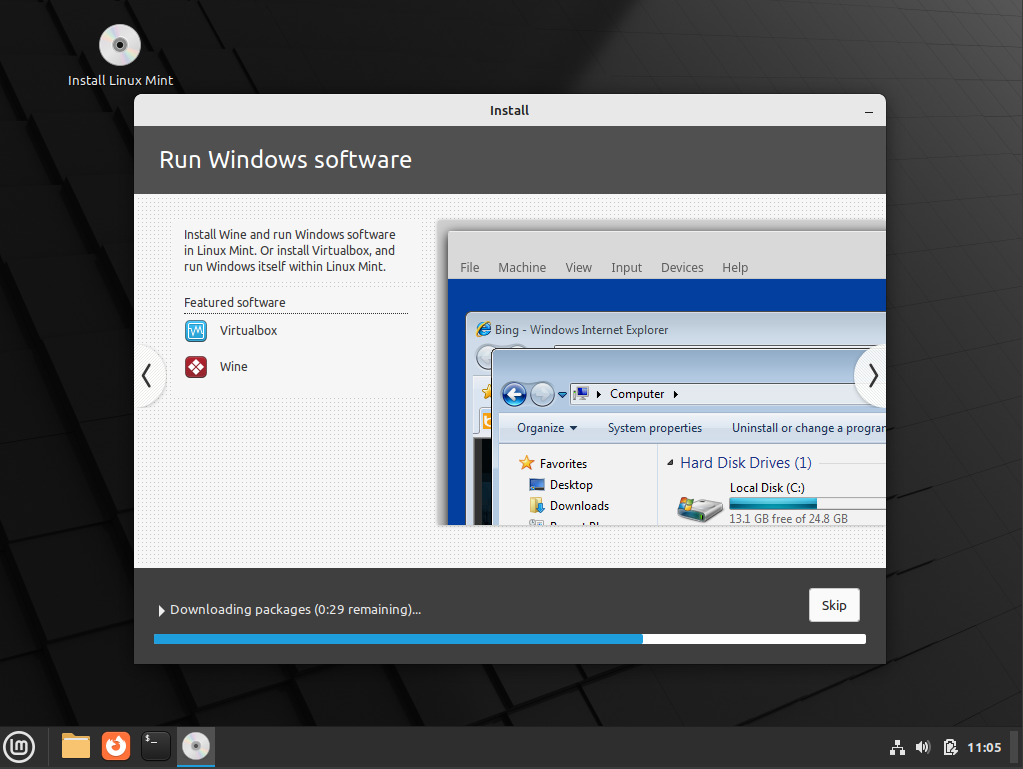 Install Linux Mint
Install
Run Windows software
Install Wine and run Windows software
in Linux Mint. Or install Virtualbox, and
run Windows itself within Linux Mint.
Featured software
Virtualbox
Wine
File Machine View Input Devices Help
Bing - Windows Internet Explorer
Computer
Organize System properties Uninstall or change a program
Favorites
Desktop
Downloads
Hard Disk Drives (1)
Local Disk (C:)
13.1 GB free of 24.8 GB
Downloading packages (0:29 remaining)...
Skip
$_
lm
11:05